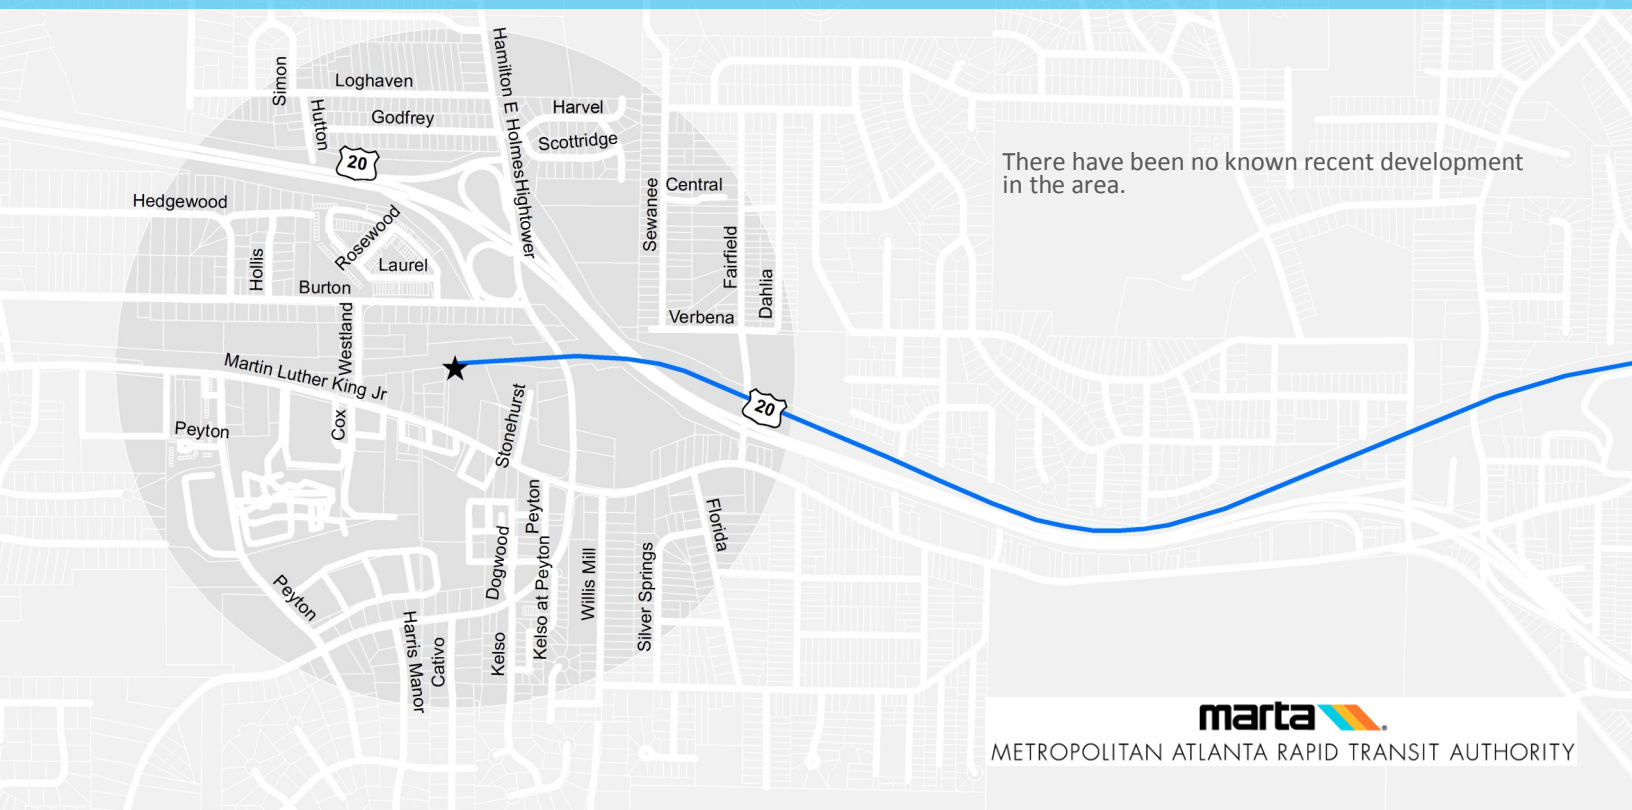 Simon
Loghaven
Hutton
Godfrey
Hamilton E Holmes
Hightower
Harvel
Scottridge
20
There have been no known recent development
in the area.
Hedgewood
Rosewood
Hollis
Laurel
Burton
Sewanee
Central
Fairfield
Dahlia
Verbena
Westland
Martin Luther King Jr
20
Cox
Peyton
Stonehurst
Peyton
Florida
Dogwood
Kelso at Peyton
Willis Mill
Silver Springs
Peyton
Harris Manor
Cativo
Kelso
marta
METROPOLITAN ATLANTA RAPID TRANSIT AUTHORITY